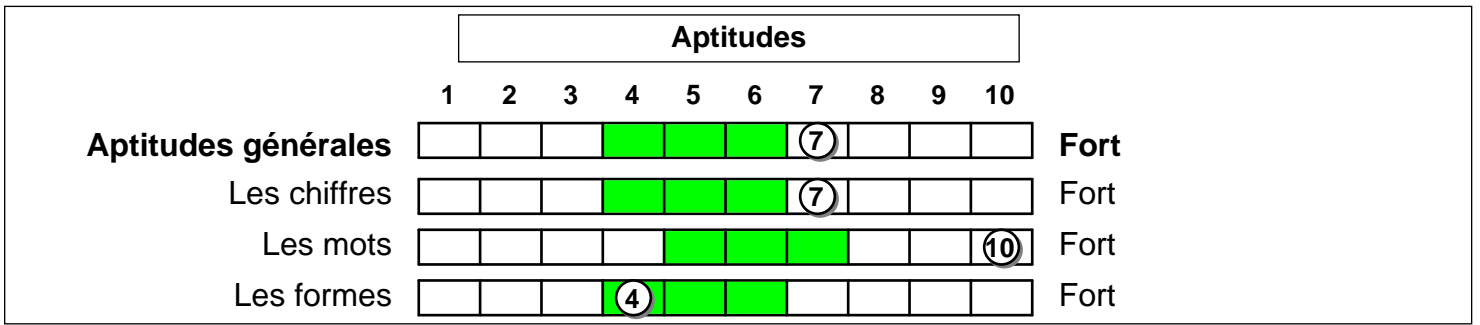 Aptitudes
1 2 3 4 5 6 7 8 9 10
Aptitudes générales 7 Fort
Les chiffres 7 Fort
Les mots 10 Fort
Les formes 4 Fort